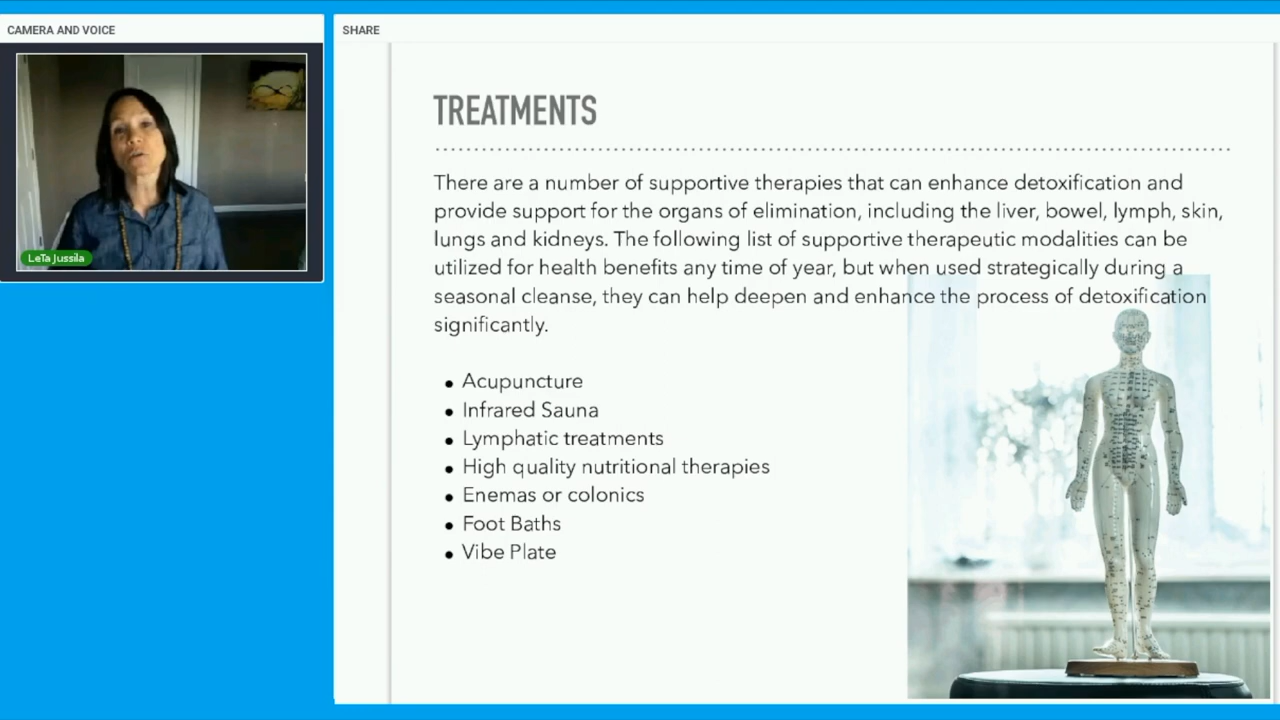 CAMERA AND VOICE
LeTa Jussila
SHARE
TREATMENTS
There are a number of supportive therapies that can enhance detoxification and
provide support for the organs of elimination, including the liver, bowel, lymph, skin,
lungs and kidneys. The following list of supportive therapeutic modalities can be
utilized for health benefits any time of year, but when used strategically during a
seasonal cleanse, they can help deepen and enhance the process of detoxification
significantly.
• Acupuncture
• Infrared Sauna
• Lymphatic treatments
• High quality nutritional therapies
• Enemas or colonics
• Foot Baths
• Vibe Plate